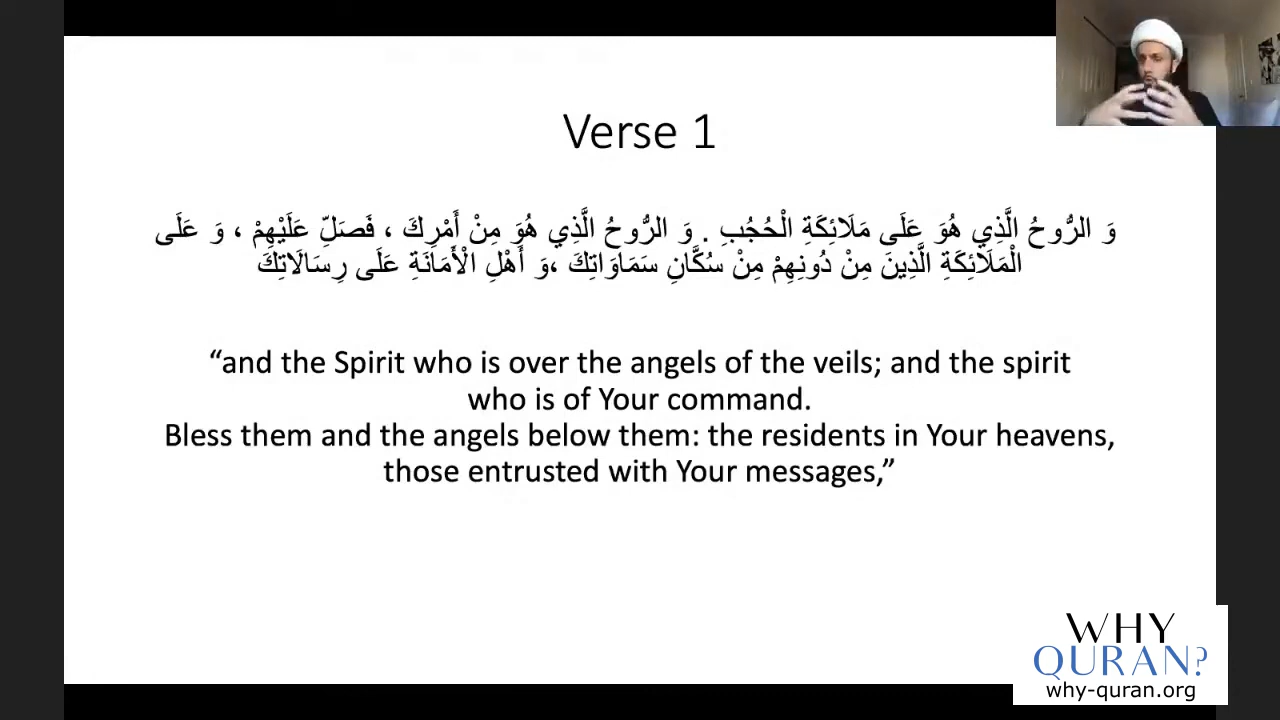 Verse 1
وَ الرُّوحُ الَّذِي هُوَ عَلَى مَلَائِكَةِ الْحُجُبِ . وَ الرُّوحُ الَّذِي هُوَ مِنْ أَمْرِكَ ، فَصَلِّ عَلَيْهِمْ ، وَ عَلَى
الْمَلَائِكَةِ الَّذِينَ مِنْ دُونِهِمْ مِنْ سُكَّانِ سَمَاوَاتِكَ ،وَ أَهْلِ الْأَمَانَةِ عَلَى رِسَالَاتِكَ
“and the Spirit who is over the angels of the veils; and the spirit
who is of Your command.
Bless them and the angels below them: the residents in Your heavens,
those entrusted with Your messages,”
WHY
QURAN?
why-quran.org